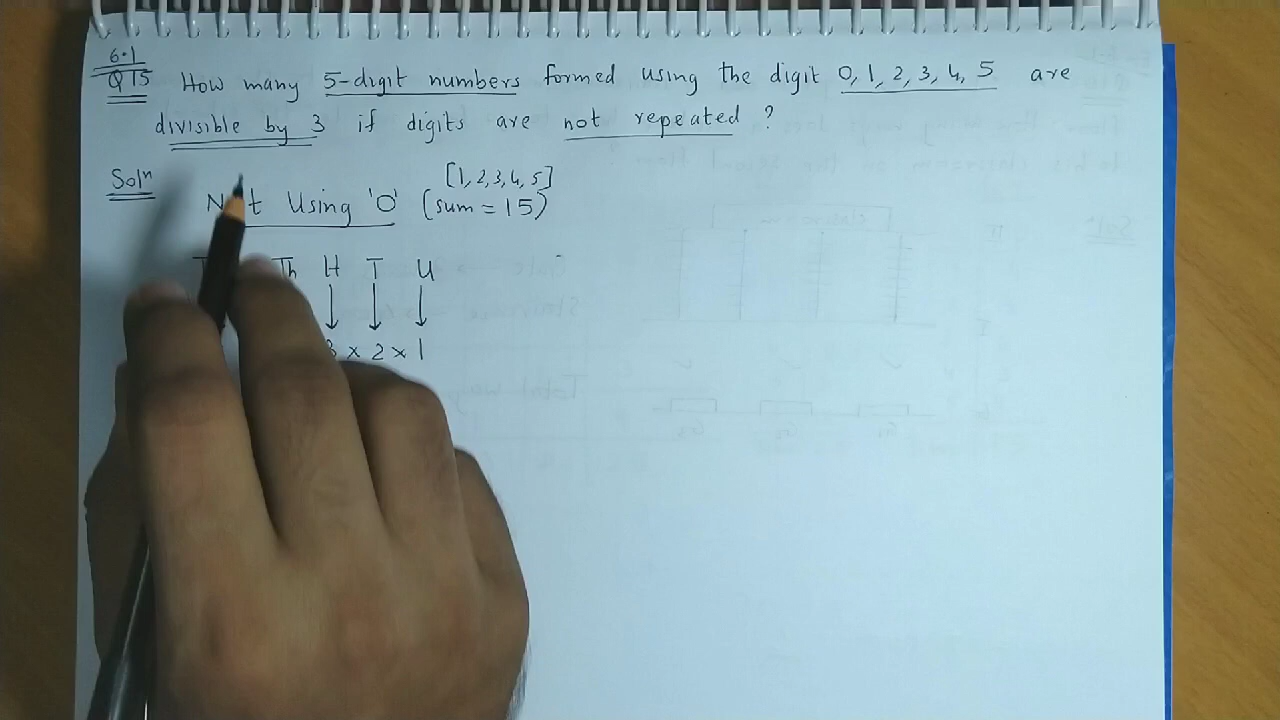 6.1
Q15 How many 5-digit numbers formed using the digit 0, 1, 2, 3, 4, 5 are
divisible by 3 if digits are not repeated ?
Solⁿ
[1, 2, 3, 4, 5]
Using '0' (sum = 15)
Th H T U
3 × 2 × 1